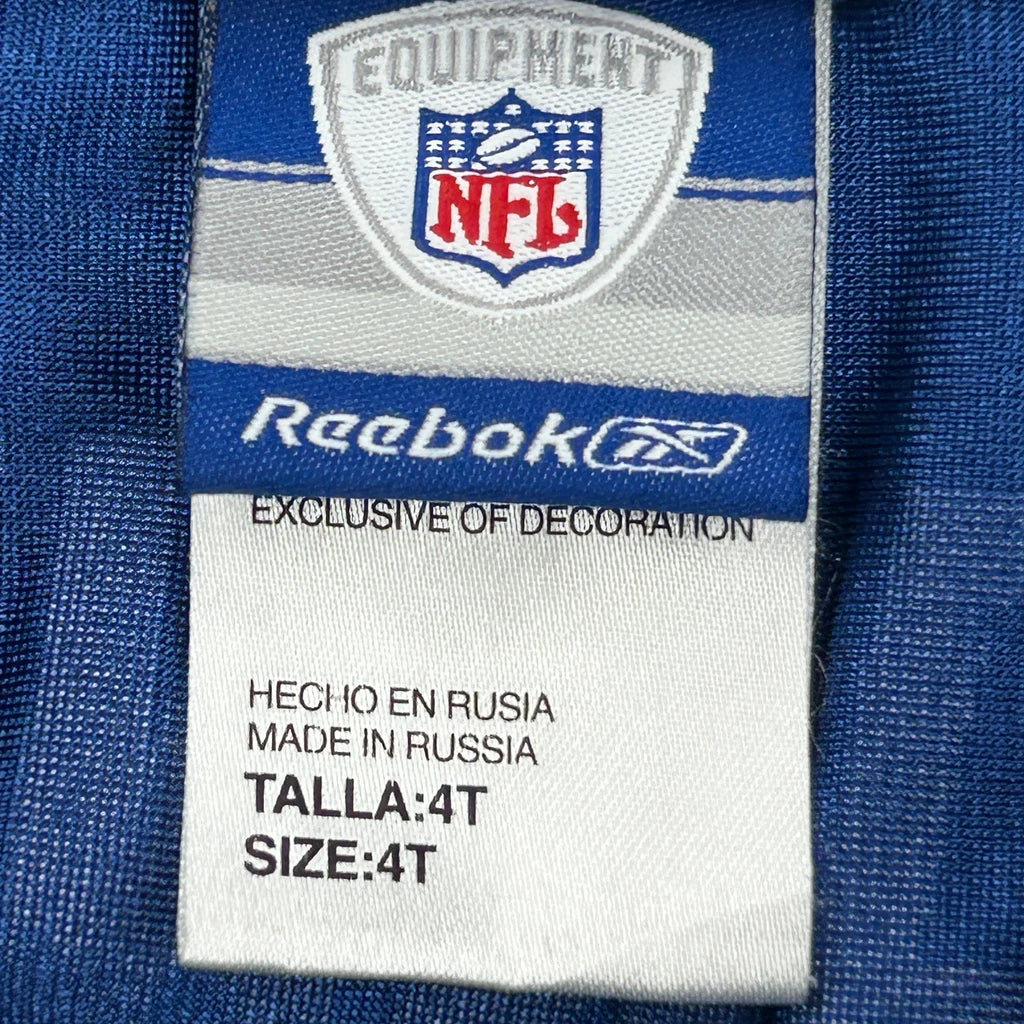 EQUIPMENT
NFL
Reebok
EXCLUSIVE OF DECORATION
HECHO EN RUSIA
MADE IN RUSSIA
TALLA:4T
SIZE:4T